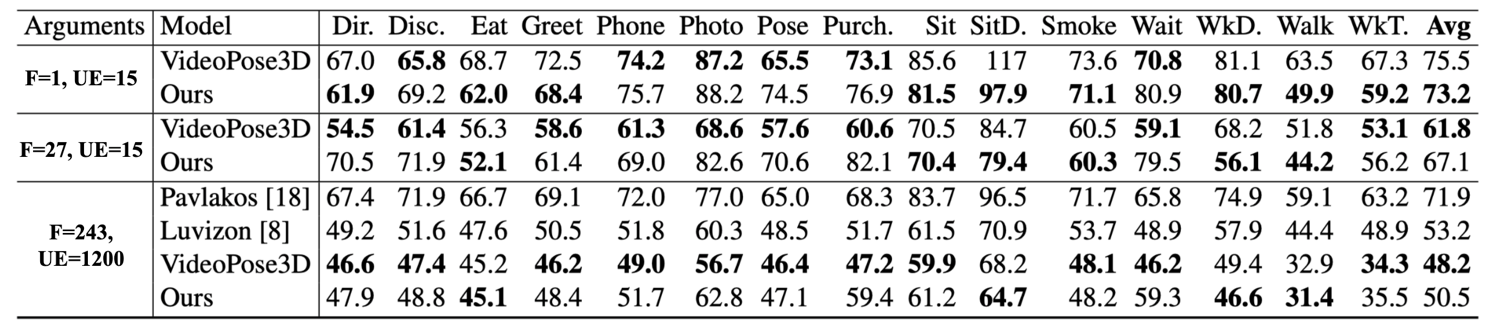 Arguments Model Dir. Disc. Eat Greet Phone Photo Pose Purch. Sit SitD. Smoke Wait WkD. Walk WkT. Avg
F=1, UE=15 VideoPose3D 67.0 65.8 68.7 72.5 74.2 87.2 65.5 73.1 85.6 117 73.6 70.8 81.1 63.5 67.3 75.5
Ours 61.9 69.2 62.0 68.4 75.7 88.2 74.5 76.9 81.5 97.9 71.1 80.9 80.7 49.9 59.2 73.2
F=27, UE=15 VideoPose3D 54.5 61.4 56.3 58.6 61.3 68.6 57.6 60.6 70.5 84.7 60.5 59.1 68.2 51.8 53.1 61.8
Ours 70.5 71.9 52.1 61.4 69.0 82.6 70.6 82.1 70.4 79.4 60.3 79.5 56.1 44.2 56.2 67.1
Pavlakos [18] 67.4 71.9 66.7 69.1 72.0 77.0 65.0 68.3 83.7 96.5 71.7 65.8 74.9 59.1 63.2 71.9
F=243, Luvizon [8] 49.2 51.6 47.6 50.5 51.8 60.3 48.5 51.7 61.5 70.9 53.7 48.9 57.9 44.4 48.9 53.2
UE=1200 VideoPose3D 46.6 47.4 45.2 46.2 49.0 56.7 46.4 47.2 59.9 68.2 48.1 46.2 49.4 32.9 34.3 48.2
Ours 47.9 48.8 45.1 48.4 51.7 62.8 47.1 59.4 61.2 64.7 48.2 59.3 46.6 31.4 35.5 50.5